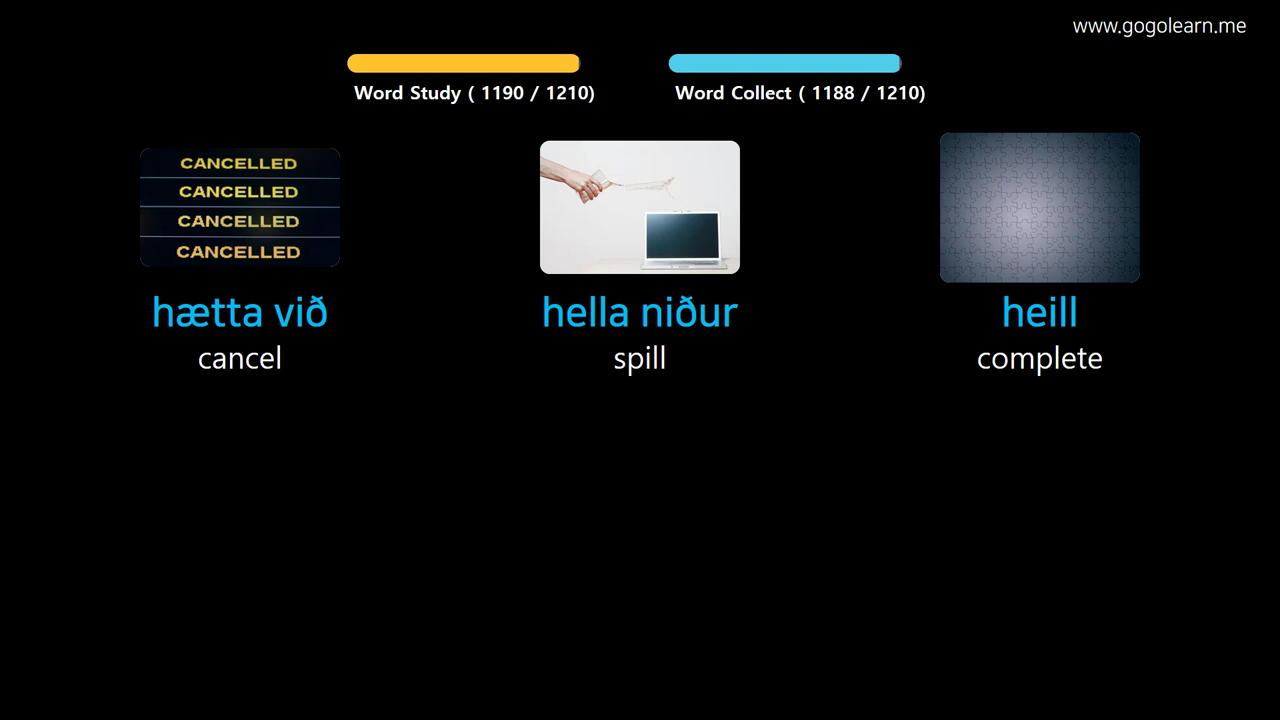 www.gogolearn.me
Word Study ( 1190 / 1210)
Word Collect ( 1188 / 1210)
CANCELLED
CANCELLED
CANCELLED
CANCELLED
hætta við
cancel
hella niður
spill
heill
complete